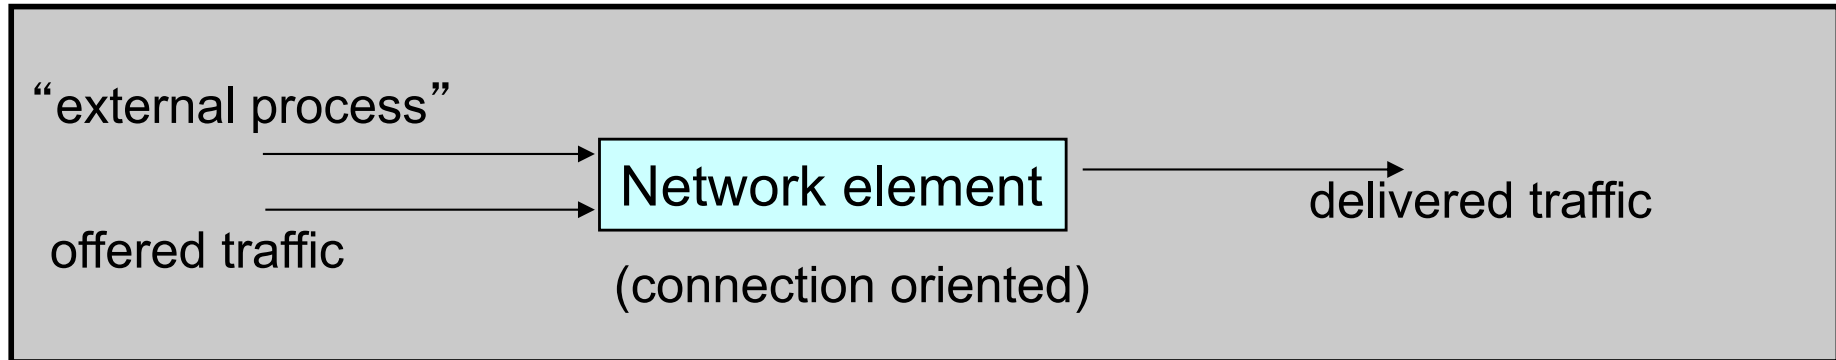 “external process”
Network element
delivered traffic
offered traffic
(connection oriented)